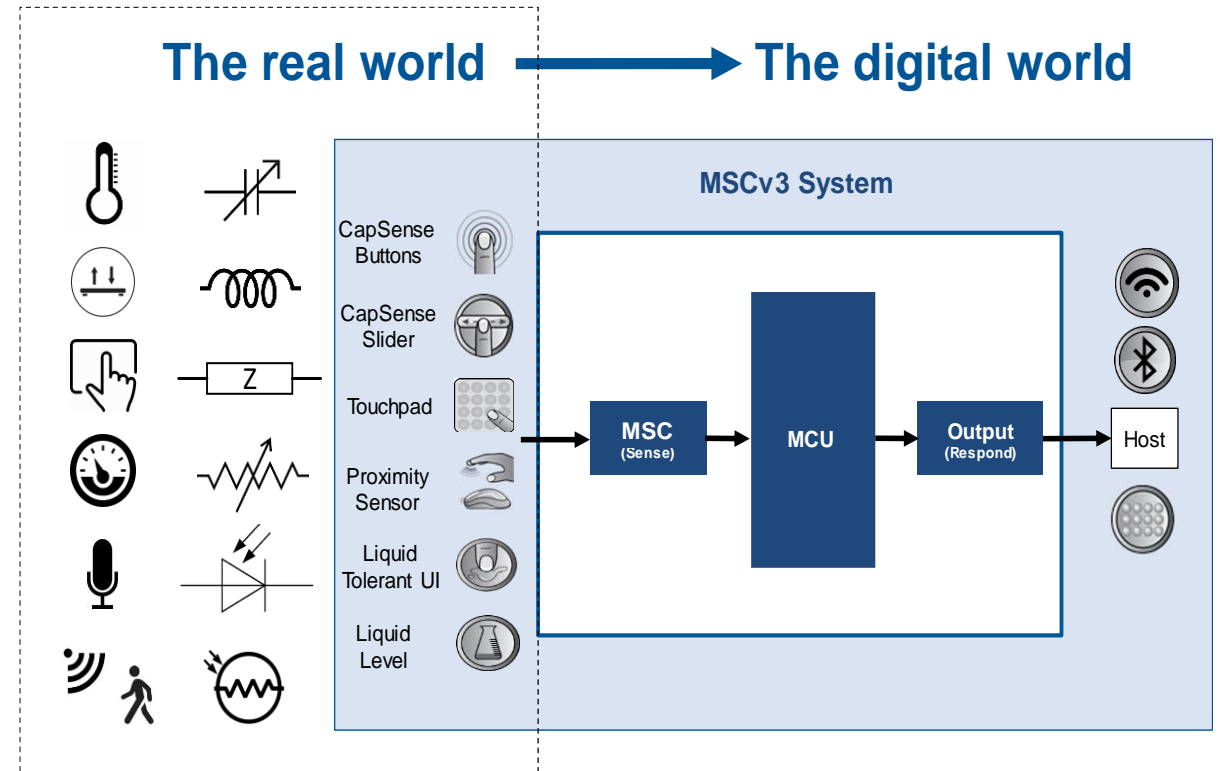 The real world
The digital world
MSCv3 System
CapSense
Buttons
CapSense
Slider
Z
Touchpad
MSC
(Sense)
MCU
Output
(Respond)
Host
Proximity
Sensor
Liquid
Tolerant UI
Liquid
Level